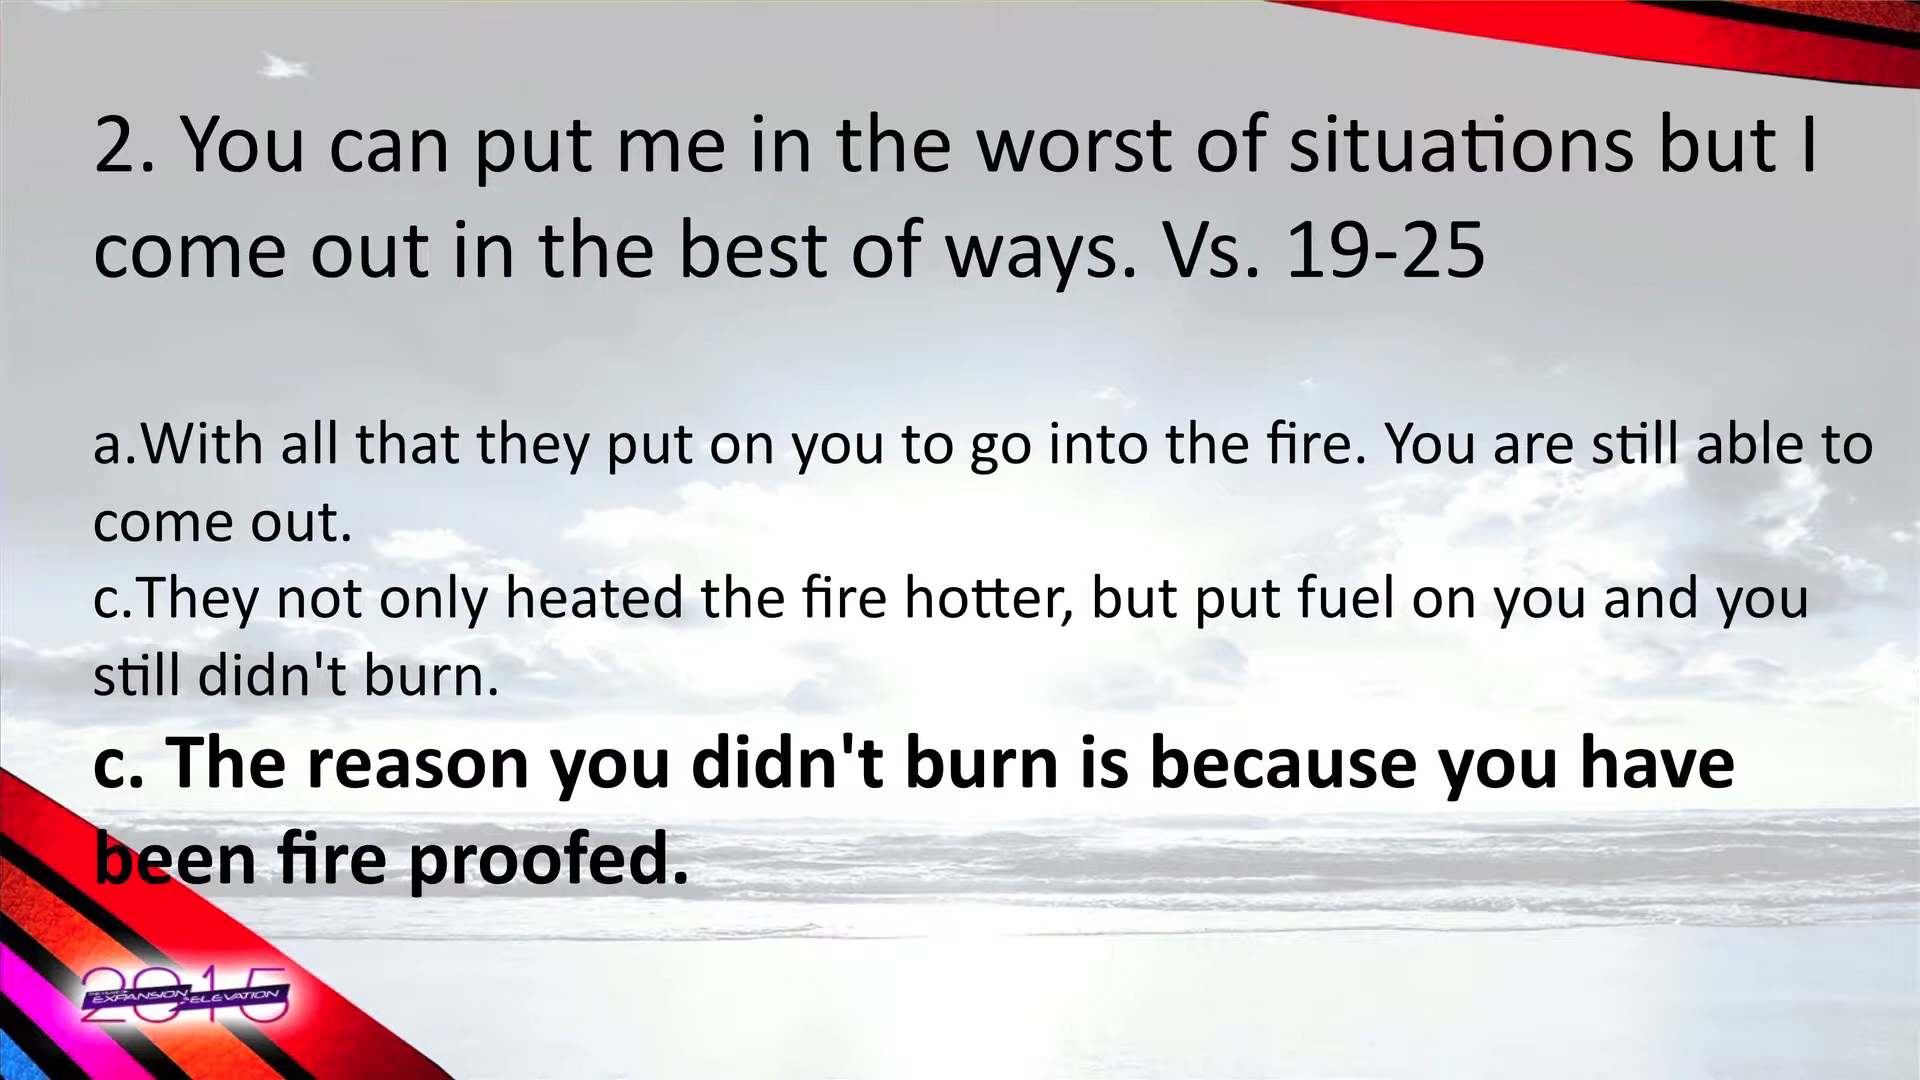 2. You can put me in the worst of situations but I
come out in the best of ways. Vs. 19-25
a.With all that they put on you to go into the fire. You are still able to
come out.
c.They not only heated the fire hotter, but put fuel on you and you
still didn't burn.
c. The reason you didn't burn is because you have
been fire proofed.
2015
EXPANSION & ELEVATION